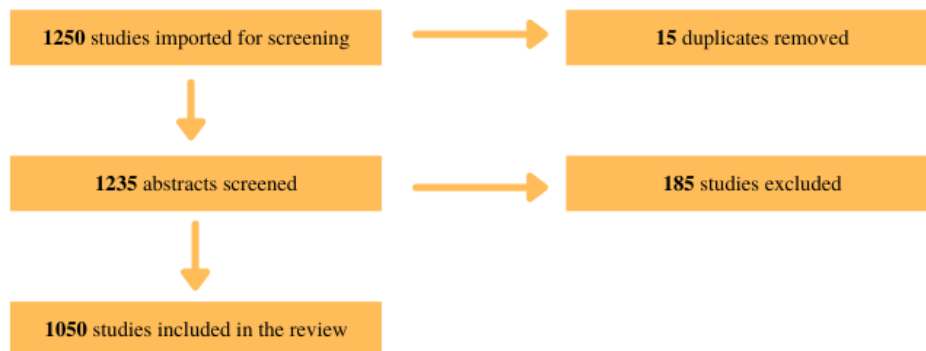 1250 studies imported for screening
15 duplicates removed
1235 abstracts screened
185 studies excluded
1050 studies included in the review